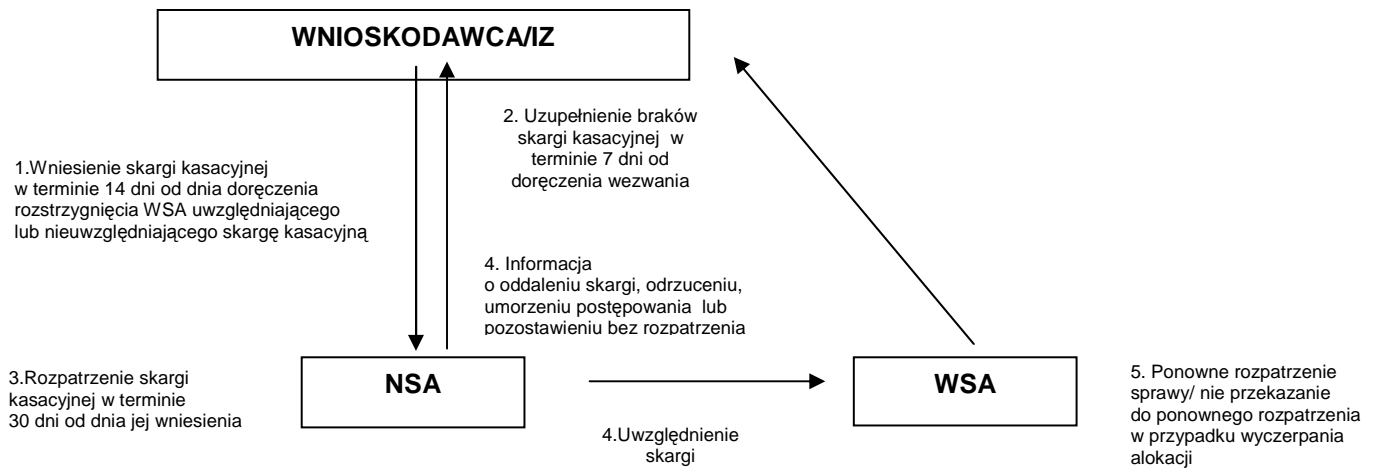 WNIOSKODAWCA/IZ
1.Wniesienie skargi kasacyjnej
w terminie 14 dni od dnia doręczenia
rozstrzygnięcia WSA uwzględniającego
lub nieuwzględniającego skargę kasacyjną
2. Uzupełnienie braków
skargi kasacyjnej w
terminie 7 dni od
doręczenia wezwania
4. Informacja
o oddaleniu skargi, odrzuceniu,
umorzeniu postępowania lub
pozostawieniu bez rozpatrzenia
3.Rozpatrzenie skargi
kasacyjnej w terminie
30 dni od dnia jej wniesienia
NSA
4.Uwzględnienie
skargi
WSA
5. Ponowne rozpatrzenie
sprawy/ nie przekazanie
do ponownego rozpatrzenia
w przypadku wyczerpania
alokacji